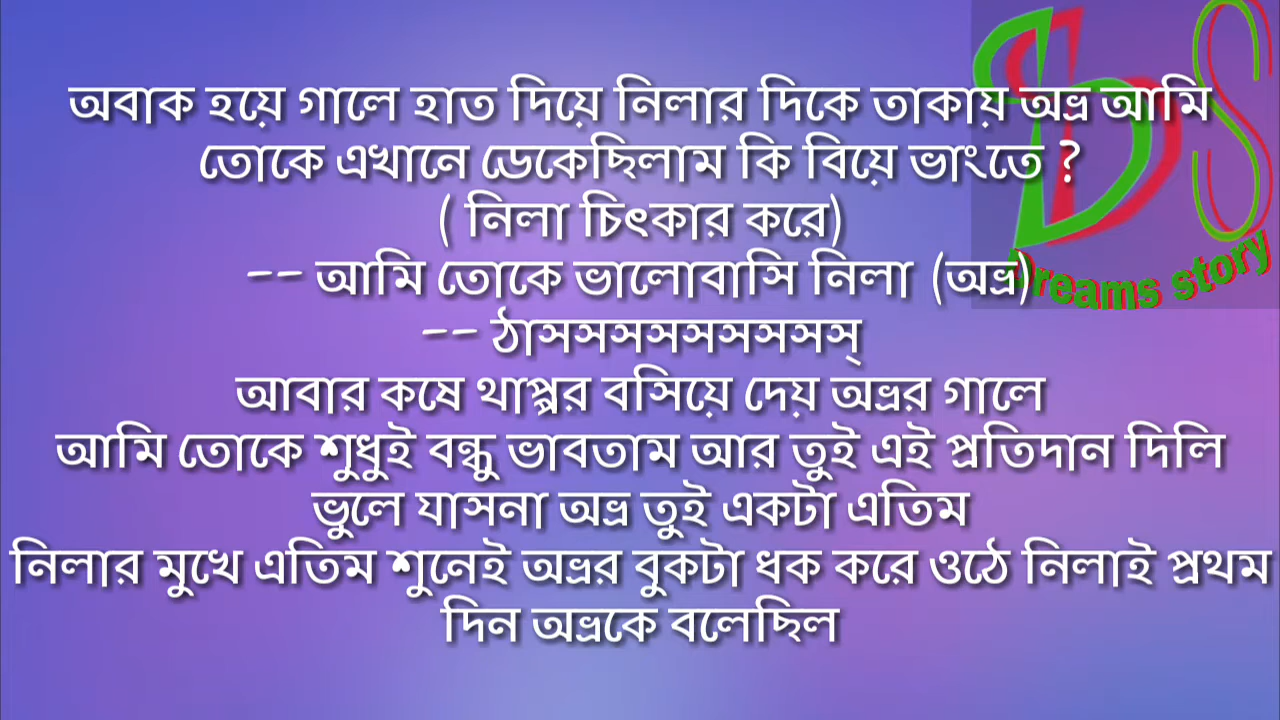 অবাক হয়ে গালে হাত দিয়ে নিলার দিকে তাকায় অভ্র আমি
তোকে এখানে ডেকেছিলাম কি বিয়ে ভাংতে ?
( নিলা চিৎকার করে)
-- আমি তোকে ভালোবাসি নিলা (অভ্র)
-- ঠাসসসসসসসসসস্
আবার কষে থাপ্পর বসিয়ে দেয় অভ্রর গালে
আমি তোকে শুধুই বন্ধু ভাবতাম আর তুই এই প্রতিদান দিলি
ভুলে যাসনা অভ্র তুই একটা এতিম
নিলার মুখে এতিম শুনেই অভ্রর বুকটা ধক করে ওঠে নিলাই প্রথম
দিন অভ্রকে বলেছিল
DS
Dreams story